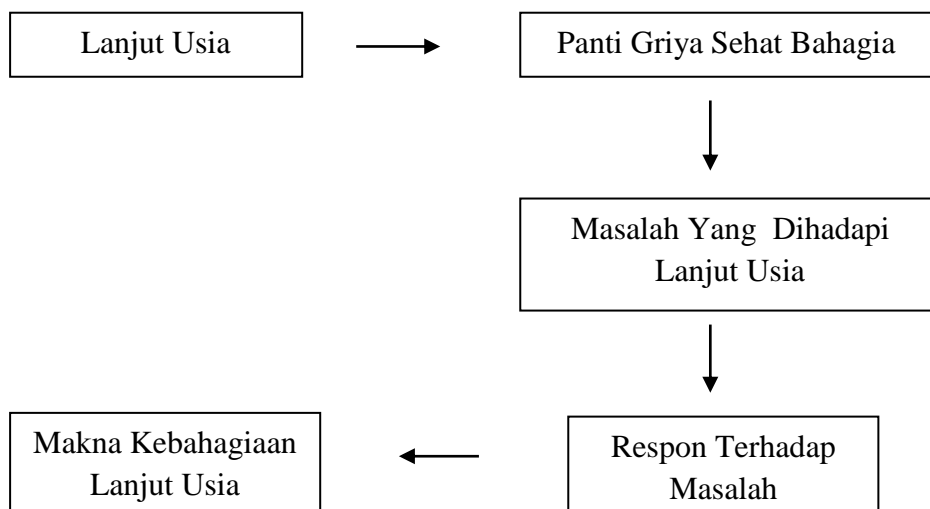 Lanjut Usia
Panti Griya Sehat Bahagia
Masalah Yang Dihadapi
Lanjut Usia
Respon Terhadap
Masalah
Makna Kebahagiaan
Lanjut Usia